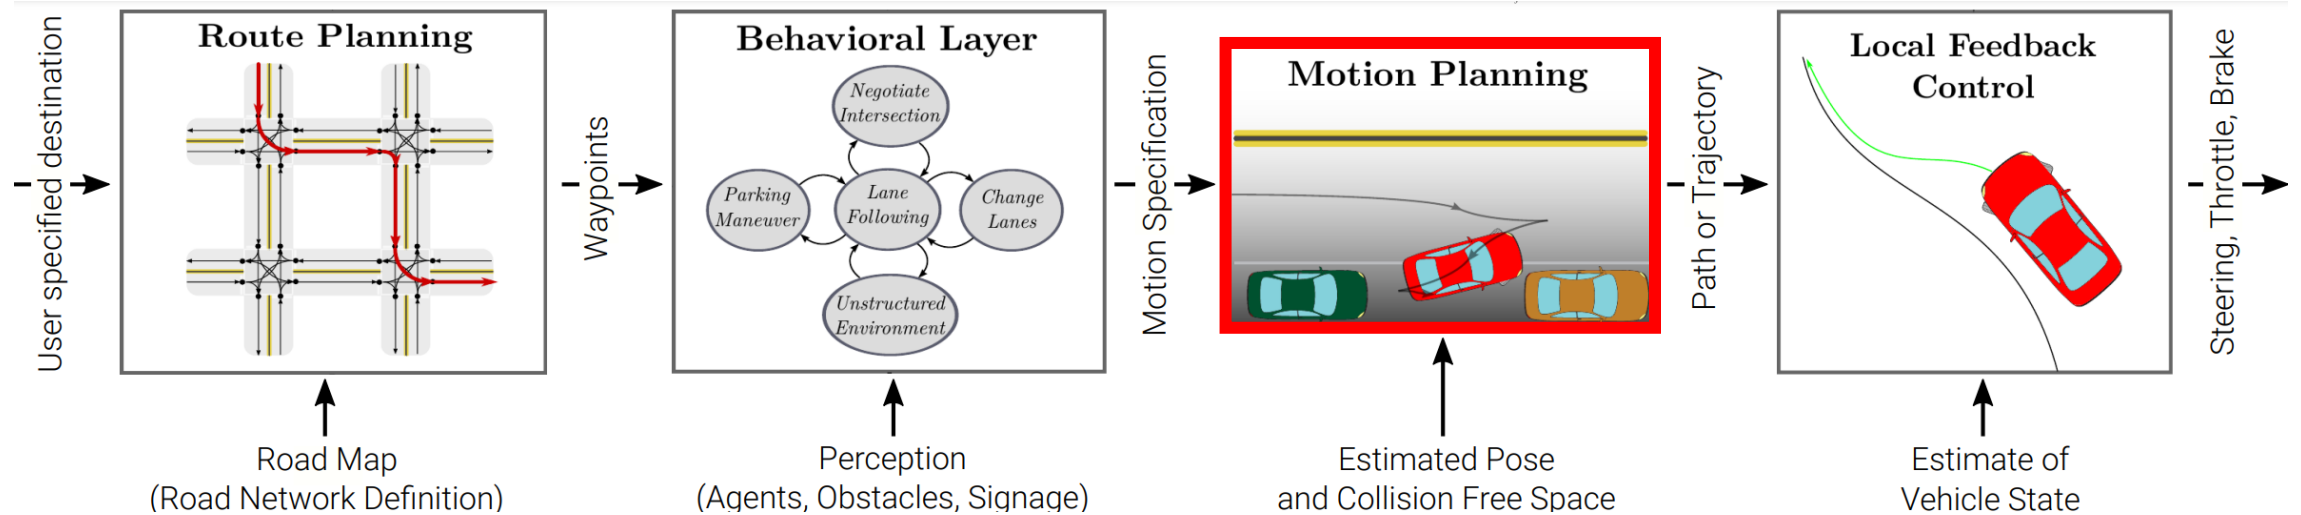 User specified destination
Route Planning
Road Map
(Road Network Definition)
Waypoints
Behavioral Layer
Negotiate
Intersection
Parking
Maneuver
Lane
Following
Change
Lanes
Unstructured
Environment
Perception
(Agents, Obstacles, Signage)
Motion Specification
Motion Planning
Estimated Pose
and Collision Free Space
Path or Trajectory
Local Feedback
Control
Estimate of
Vehicle State
Steering, Throttle, Brake